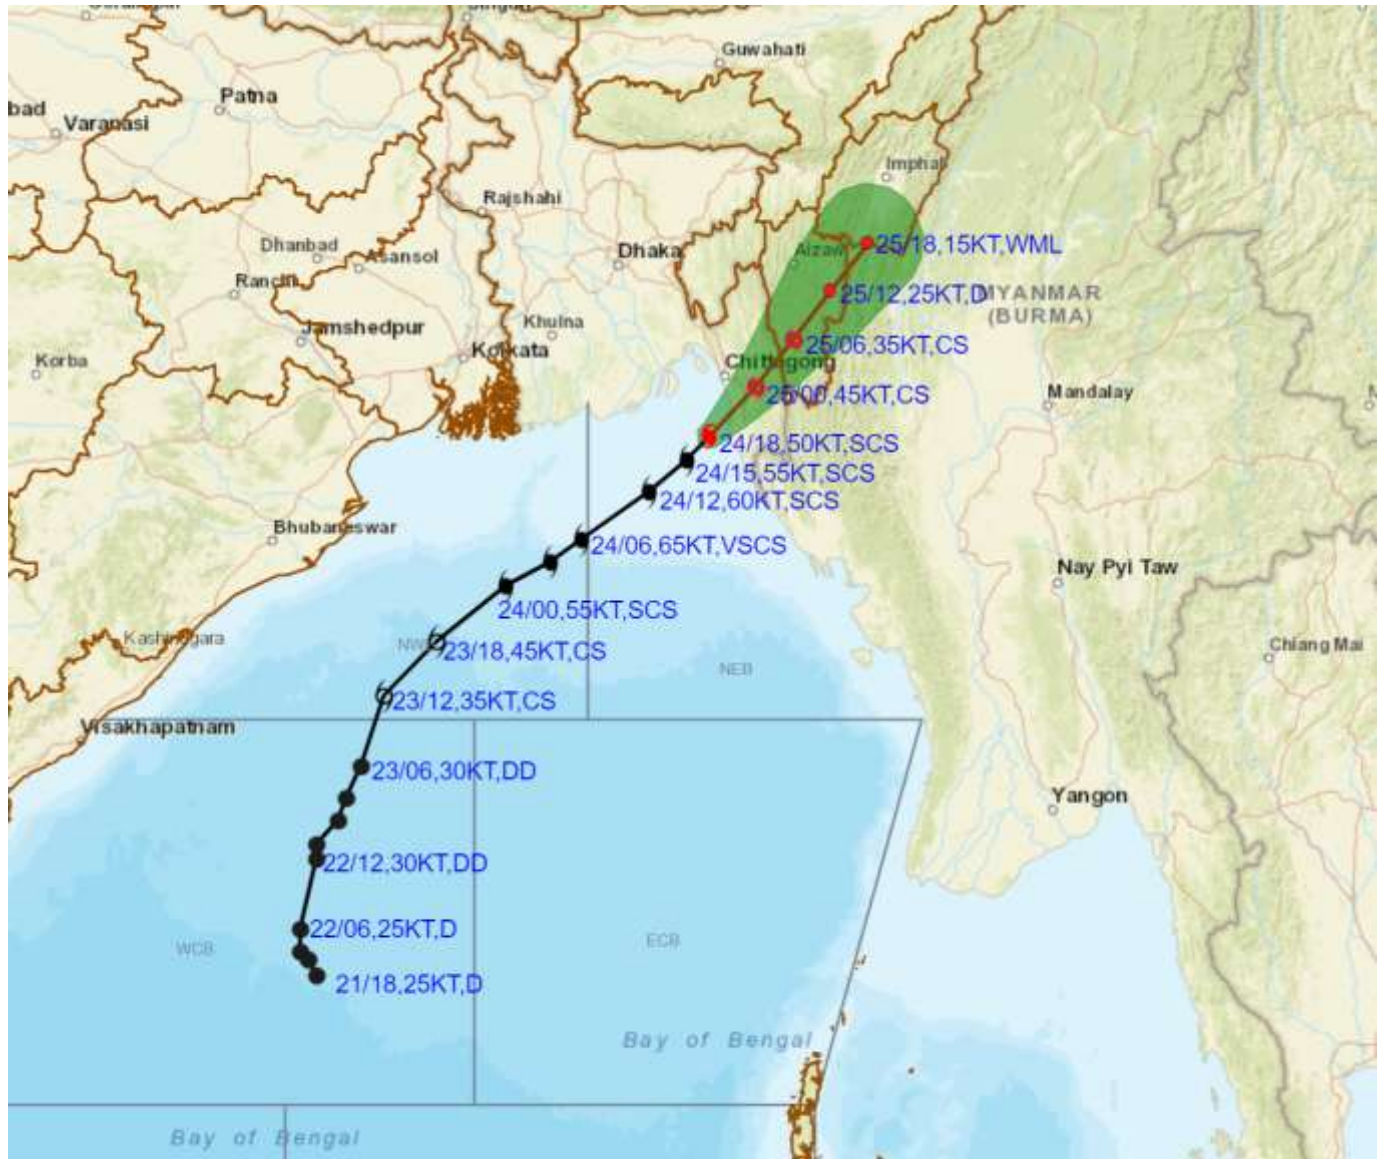 Guwahati
Patna
Varanasi
Imphal
Rajshahi
Dhanbad
Dhaka
Asansol
Aizawl
25/18,15KT,WML
Ranchi
25/12,25KT,D
MYANMAR
(BURMA)
Khulna
Jamshedpur
Kolkata
25/06,35KT,CS
Korba
Chittagong
25/00,45KT,CS
Mandalay
24/18,50KT,SCS
24/15,55KT,SCS
24/12,60KT,SCS
Bhubaneswar
24/06,65KT,VSCS
Nay Pyi Taw
24/00,55KT,SCS
Chiang Mai
23/18,45KT,CS
NEB
23/12,35KT,CS
Visakhapatnam
23/06,30KT,DD
Yangon
22/12,30KT,DD
22/06,25KT,D
WCB
ECB
21/18,25KT,D
Bay of Bengal
Bay of Bengal